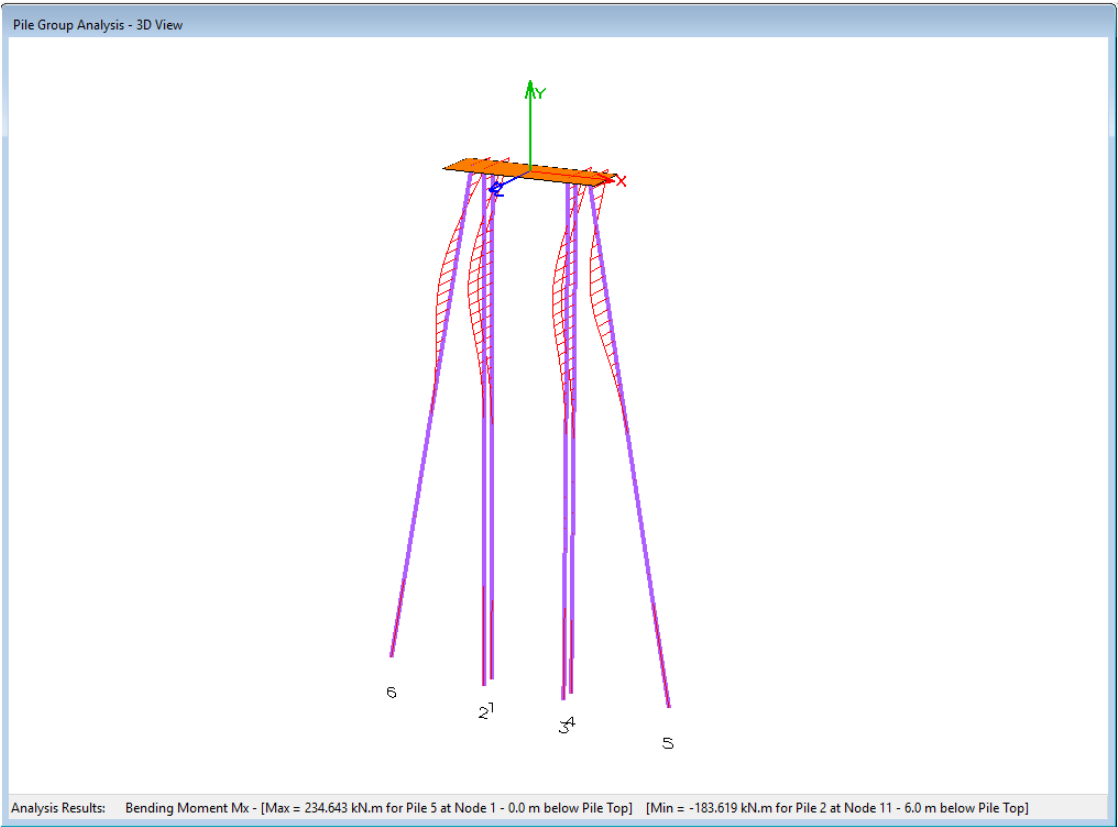 Pile Group Analysis - 3D View
Y
X
Z
6
2 1
3 4
5
Analysis Results: Bending Moment Mx - [Max = 234.643 kN.m for Pile 5 at Node 1 - 0.0 m below Pile Top] [Min = -183.619 kN.m for Pile 2 at Node 11 - 6.0 m below Pile Top]